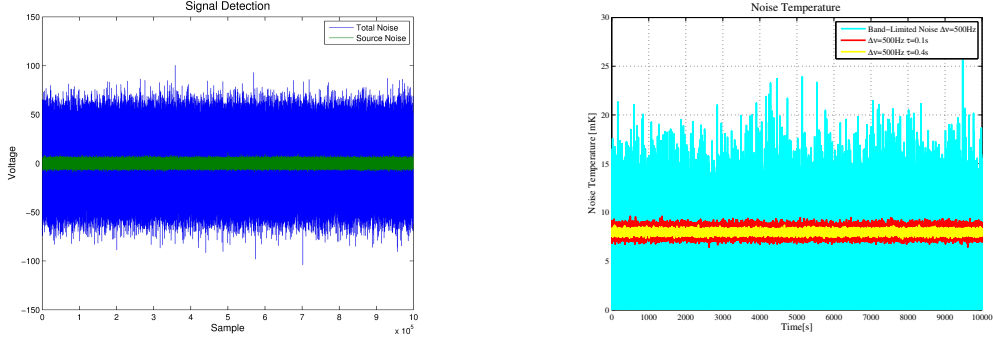 Signal Detection
150
100
50
0
−50
−100
−150
Voltage
Total Noise
Source Noise
0 1 2 3 4 5 6 7 8 9 10
x 10^5
Sample
Noise Temperature
30
25
20
15
10
5
0
Noise Temperature [mK]
Band−Limited Noise Δν=500Hz
Δν=500Hz τ=0.1s
Δν=500Hz τ=0.4s
0 1000 2000 3000 4000 5000 6000 7000 8000 9000 10000
Time[s]